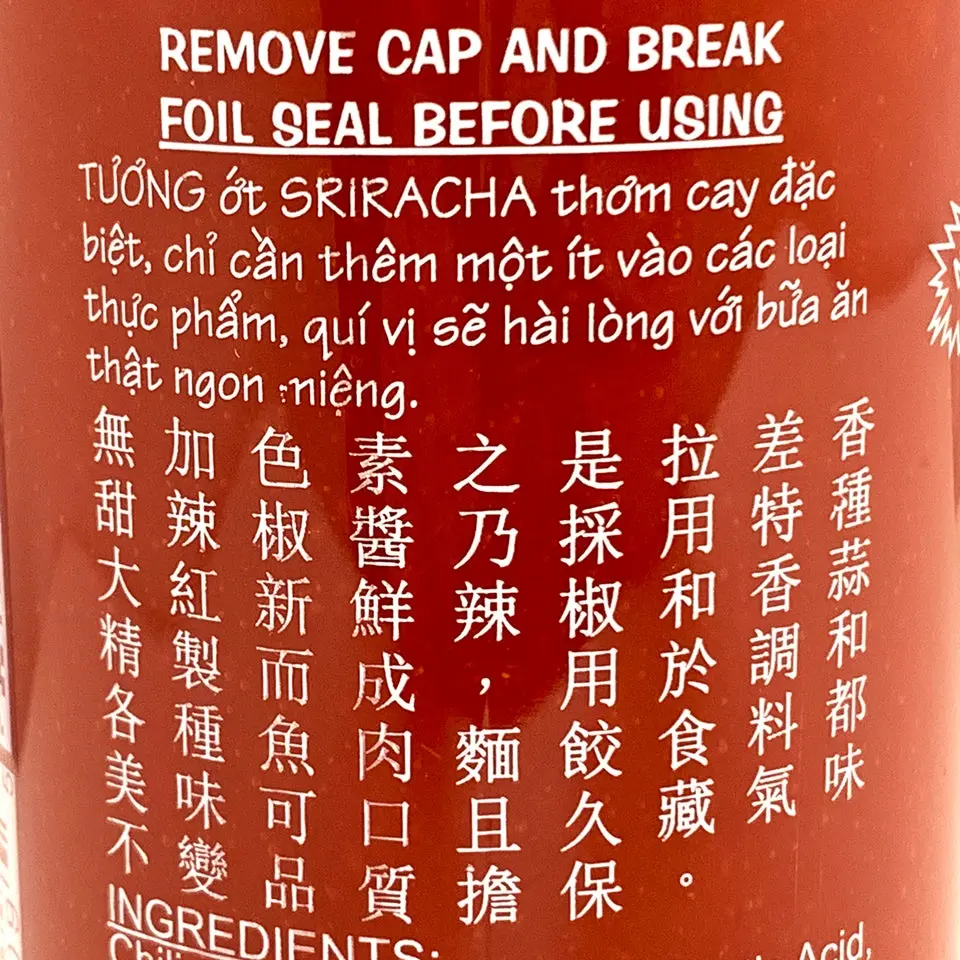 REMOVE CAP AND BREAK
FOIL SEAL BEFORE USING
TƯƠNG ớt SRIRACHA thơm cay đặc
biệt, chỉ cần thêm một ít vào các loại
thực phẩm, quí vị sẽ hài lòng với bữa ăn
thật ngon miệng.
無加色素之是拉差香
甜辣椒醬乃採用特種
大紅新鮮辣椒和香蒜
精製而成，用於調和
各種魚肉麵餃食料都
美味可口且久藏氣味
不變品質擔保。
INGREDIENTS:
Chili Acid,